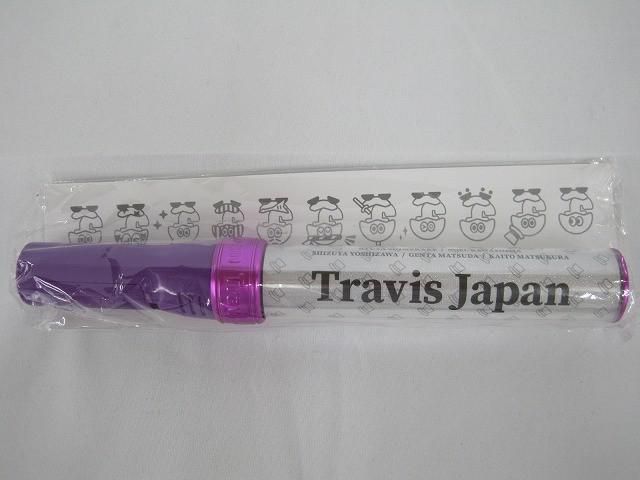 SHIZUYA YOSHIZAWA / GENTA MATSUDA / KAITO MATSUKURA
Travis Japan